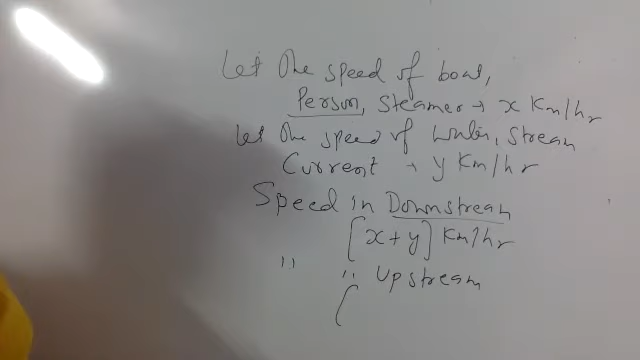 Let the speed of boat,
Person, Steamer → x Km/hr
let the speed of water, stream
Current → y Km/hr
Speed in Downstream
[x+y] Km/hr
" " Upstream
(